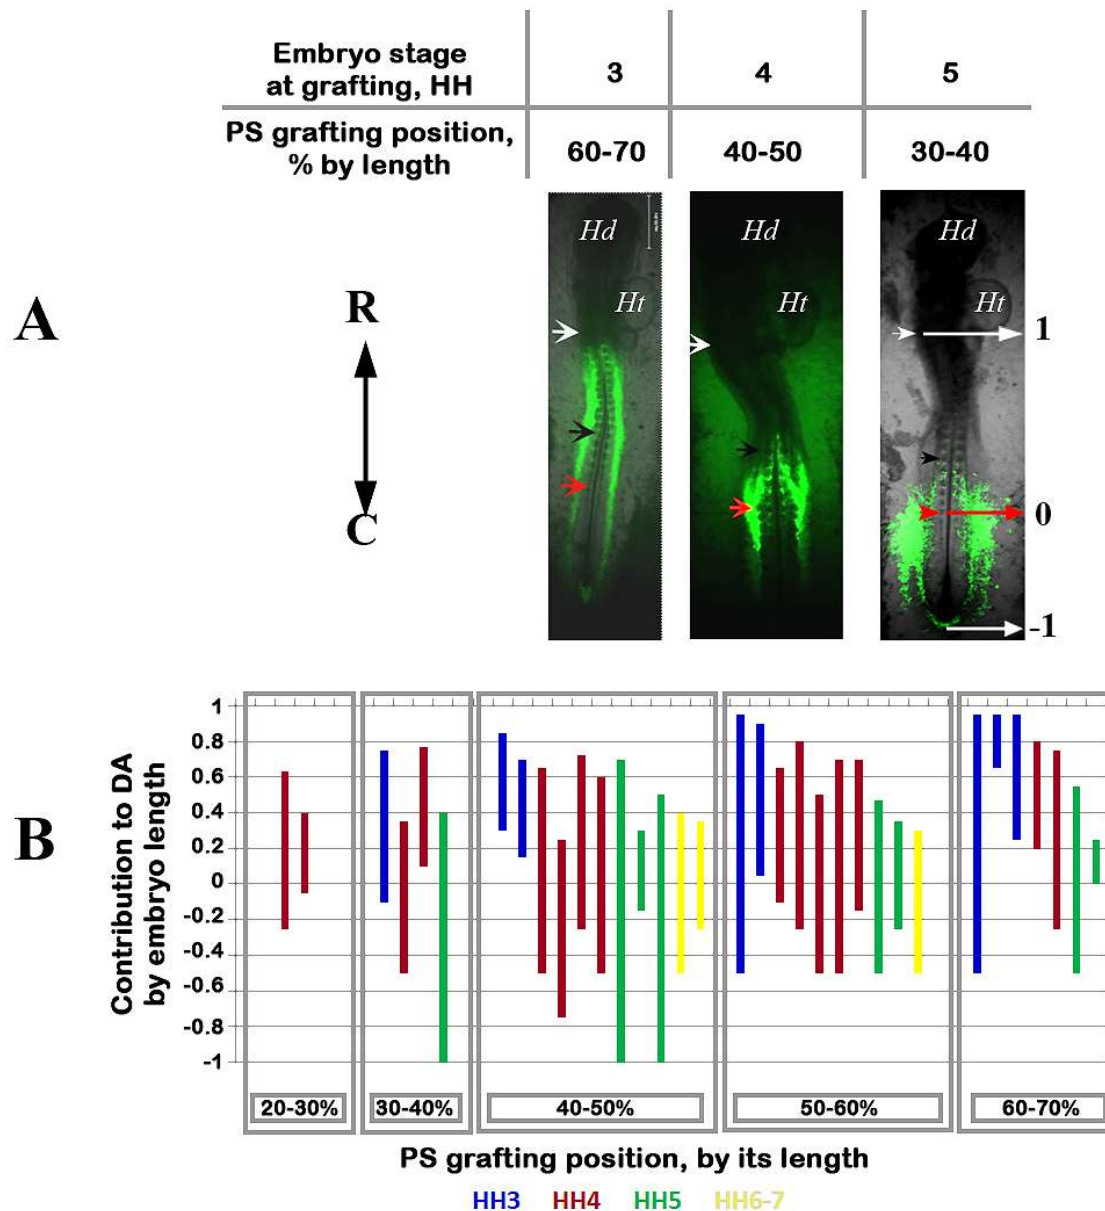 Embryo stage
at grafting, HH
3
4
5
PS grafting position,
% by length
60-70
40-50
30-40
A
R
C
Hd
Ht
Hd
Ht
Hd
Ht
1
0
-1
B
Contribution to DA
by embryo length
1
0.8
0.6
0.4
0.2
0
-0.2
-0.4
-0.6
-0.8
-1
20-30%
30-40%
40-50%
50-60%
60-70%
PS grafting position, by its length
HH3 HH4 HH5 HH6-7